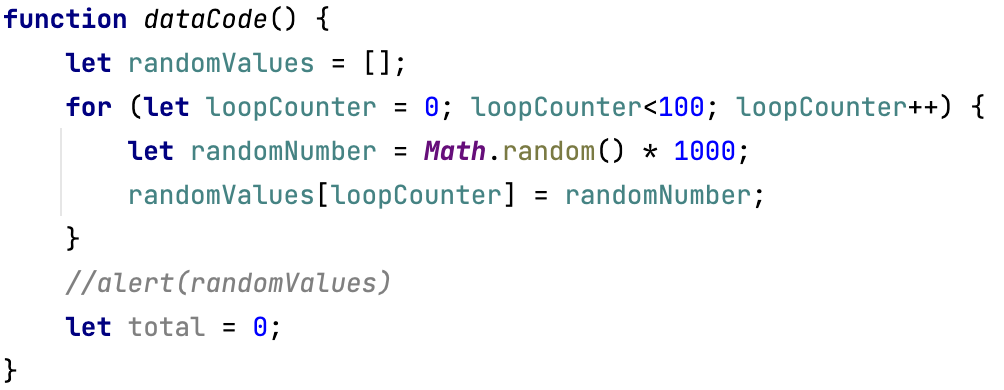 function dataCode() {
    let randomValues = [];
    for (let loopCounter = 0; loopCounter<100; loopCounter++) {
        let randomNumber = Math.random() * 1000;
        randomValues[loopCounter] = randomNumber;
    }
    //alert(randomValues)
    let total = 0;
}